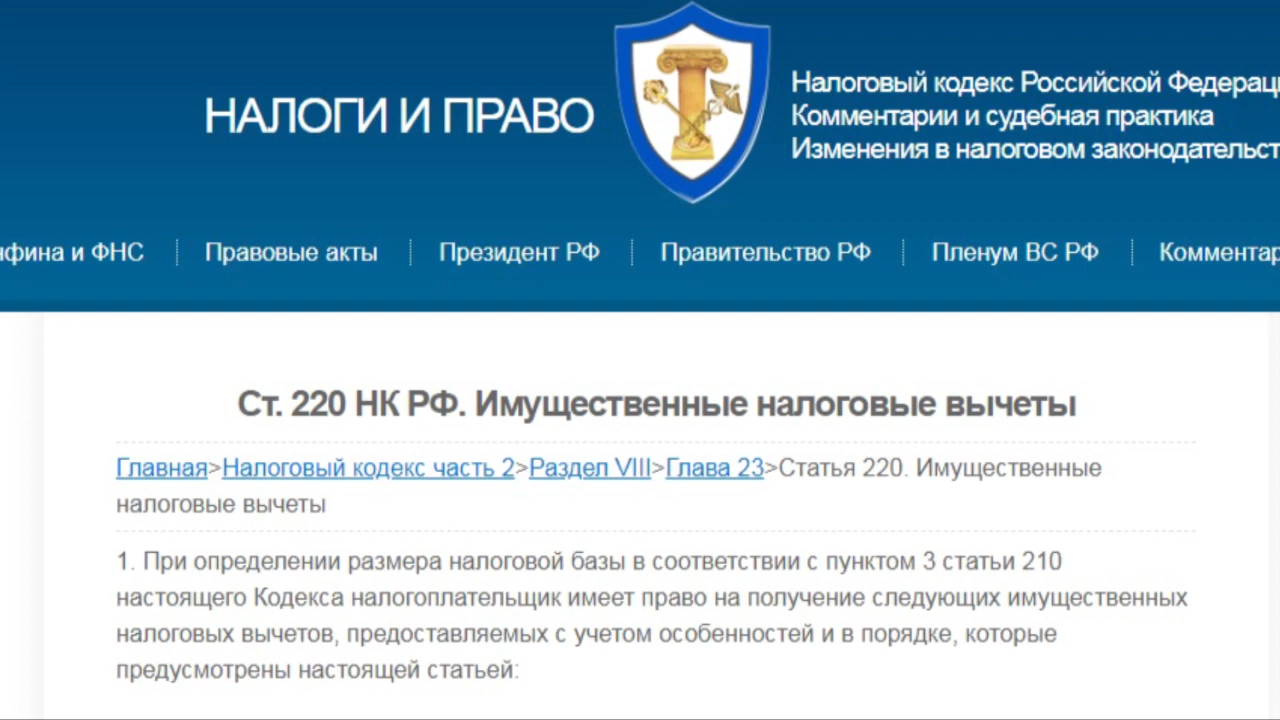 НАЛОГИ И ПРАВО
Налоговый кодекс Российской Федерац
Комментарии и судебная практика
Изменения в налоговом законодательст
нфина и ФНС
Правовые акты
Президент РФ
Правительство РФ
Пленум ВС РФ
Комментар
Ст. 220 НК РФ. Имущественные налоговые вычеты
Главная>Налоговый кодекс часть 2>Раздел VIII>Глава 23>Статья 220. Имущественные
налоговые вычеты
1. При определении размера налоговой базы в соответствии с пунктом 3 статьи 210
настоящего Кодекса налогоплательщик имеет право на получение следующих имущественных
налоговых вычетов, предоставляемых с учетом особенностей и в порядке, которые
предусмотрены настоящей статьей: